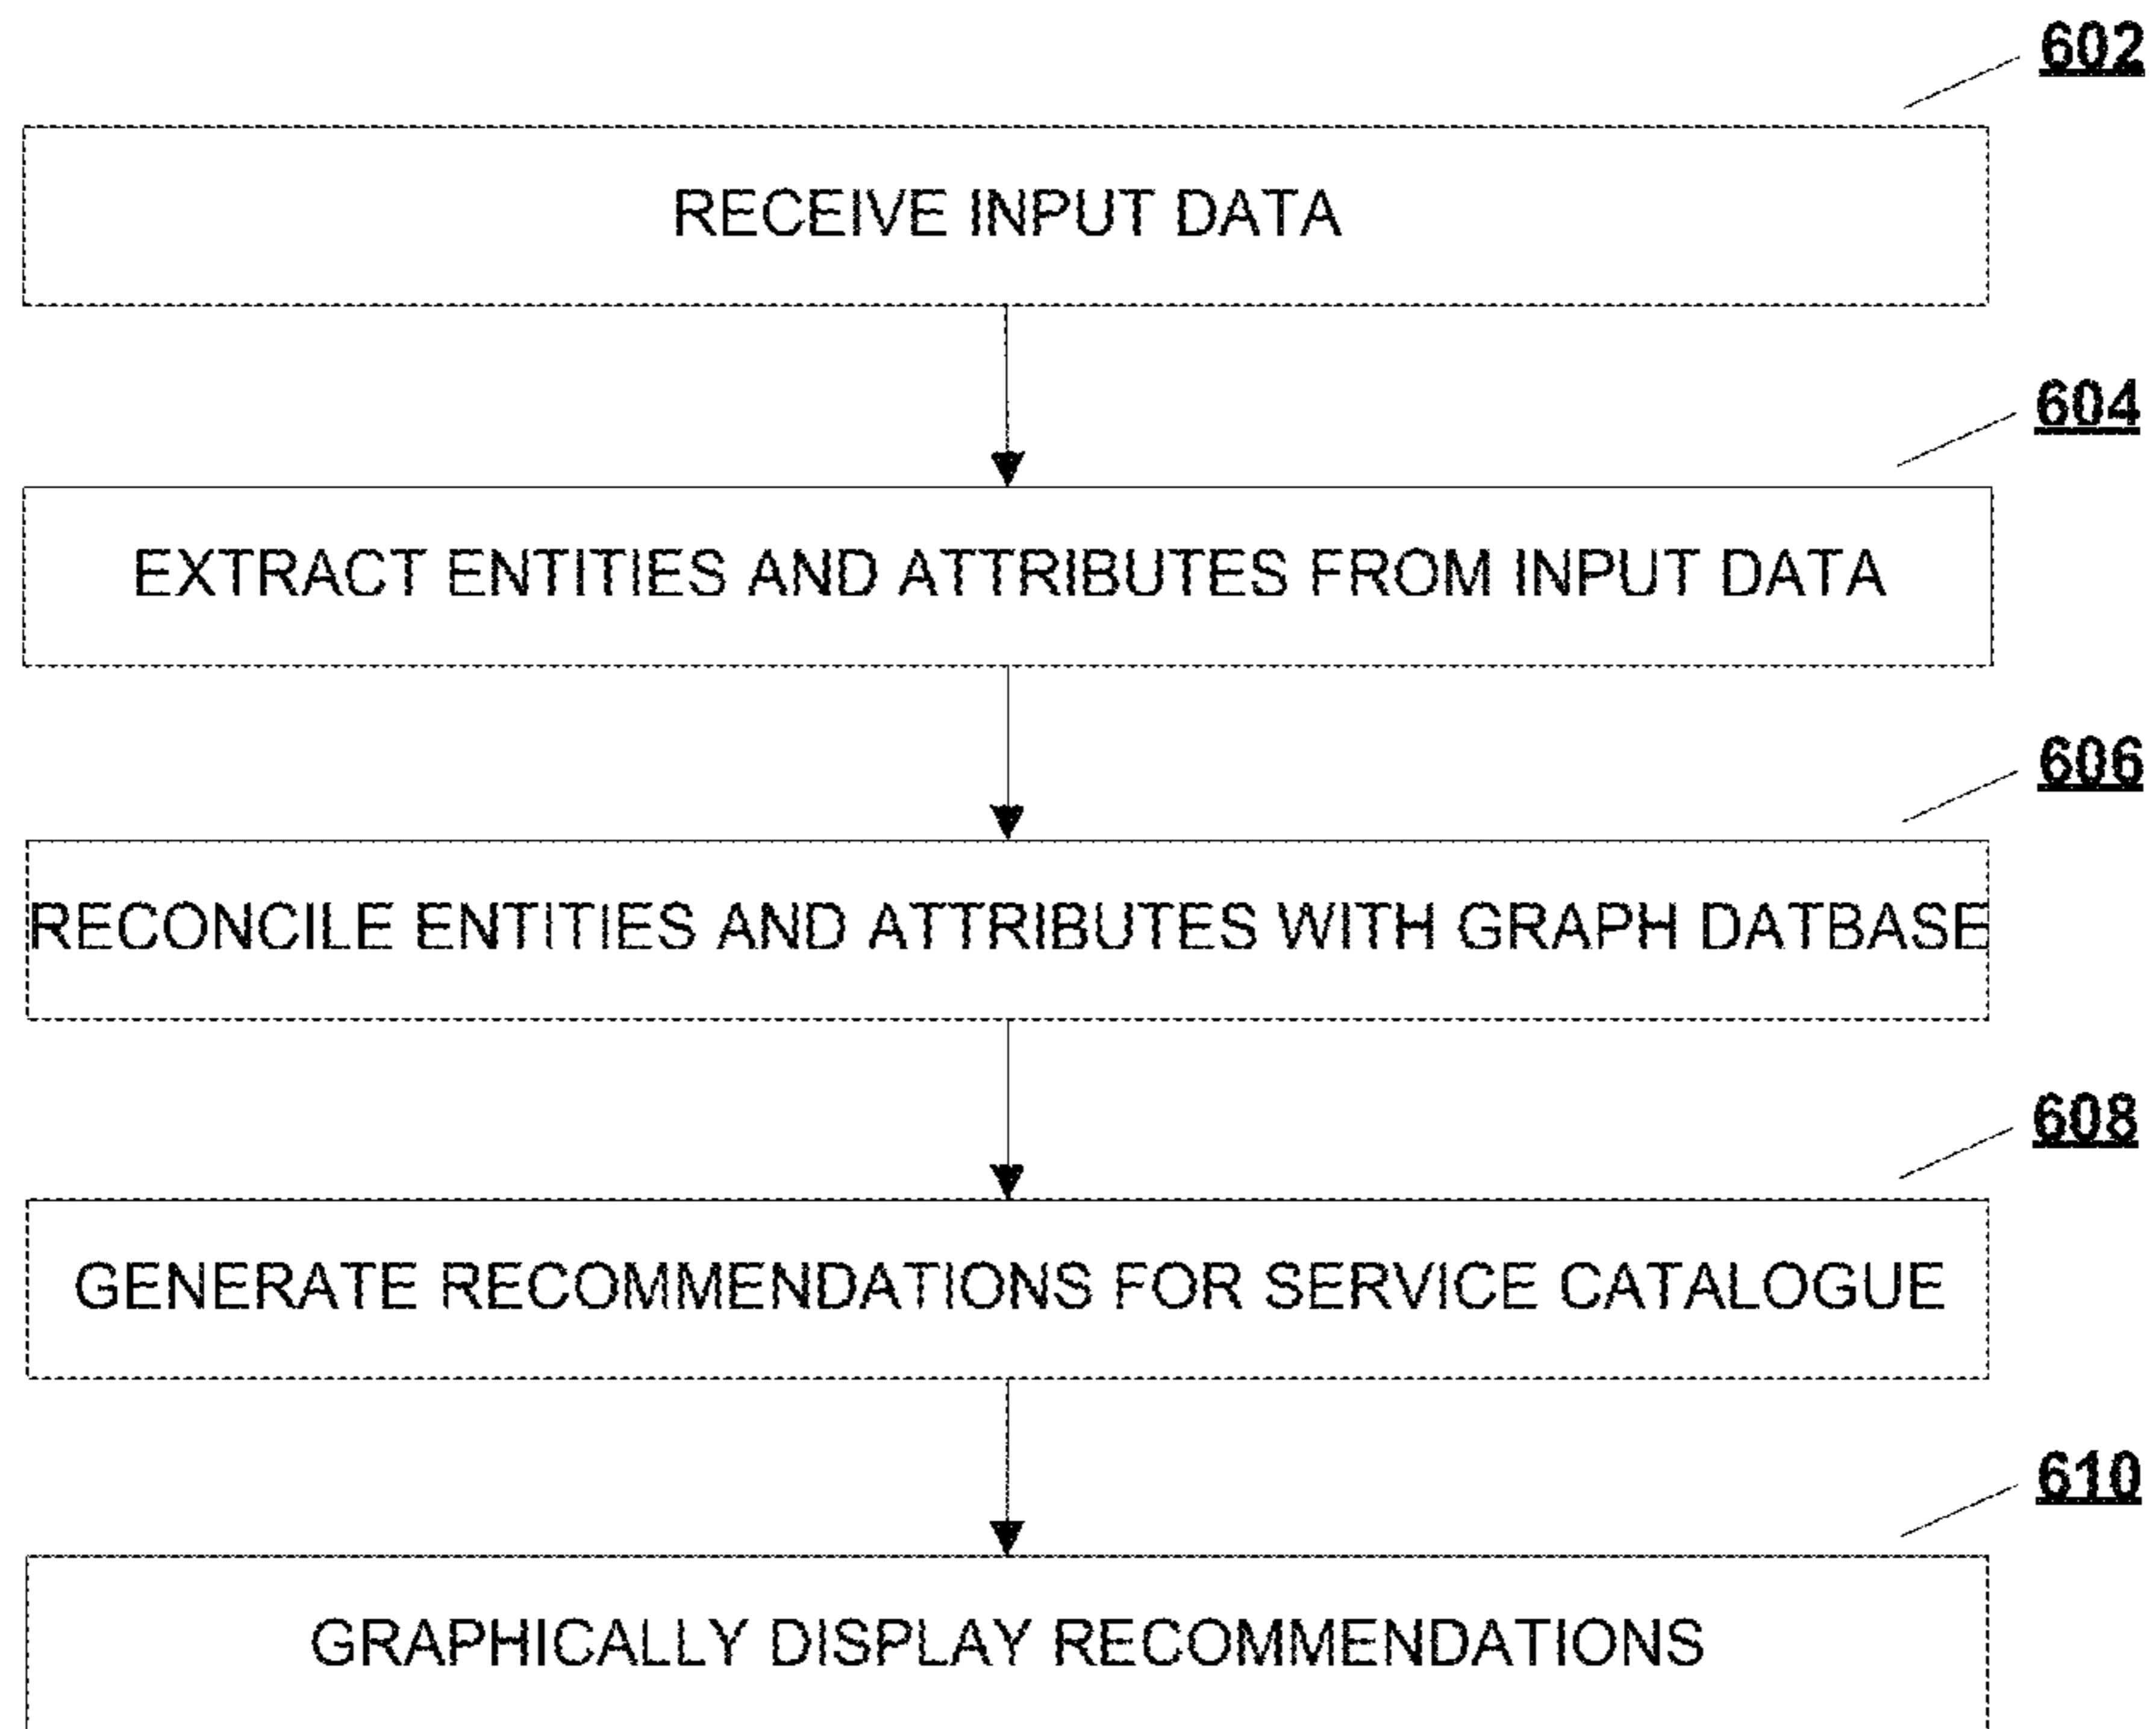 602
RECEIVE INPUT DATA
604
EXTRACT ENTITIES AND ATTRIBUTES FROM INPUT DATA
606
RECONCILE ENTITIES AND ATTRIBUTES WITH GRAPH DATBASE
608
GENERATE RECOMMENDATIONS FOR SERVICE CATALOGUE
610
GRAPHICALLY DISPLAY RECOMMENDATIONS